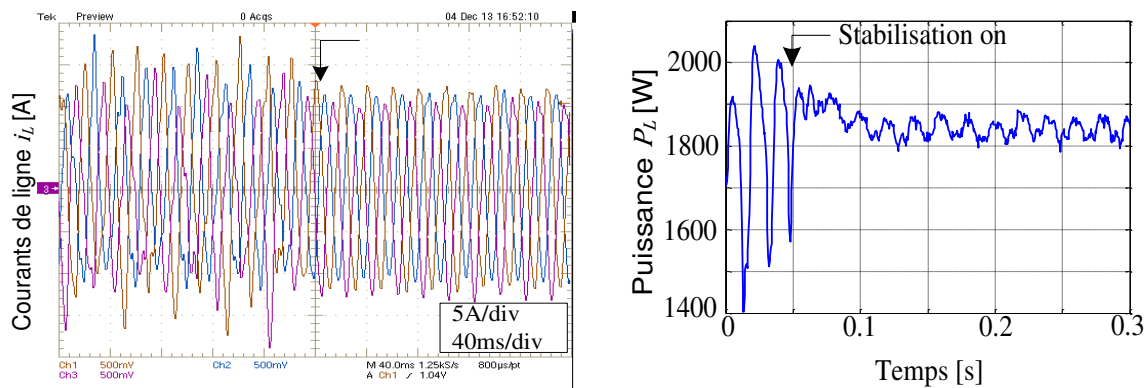 Tek Preview 0 Acqs 04 Dec 13 16:52:10
Courants de ligne iL [A]
3
5A/div
40ms/div
Ch1 500mV Ch2 500mV M 40.0ms 1.25kS/s 800µs/pt
Ch3 500mV A Ch1 1.04V
Stabilisation on
Puissance PL [W]
2000
1800
1600
1400
0 0.1 0.2 0.3
Temps [s]